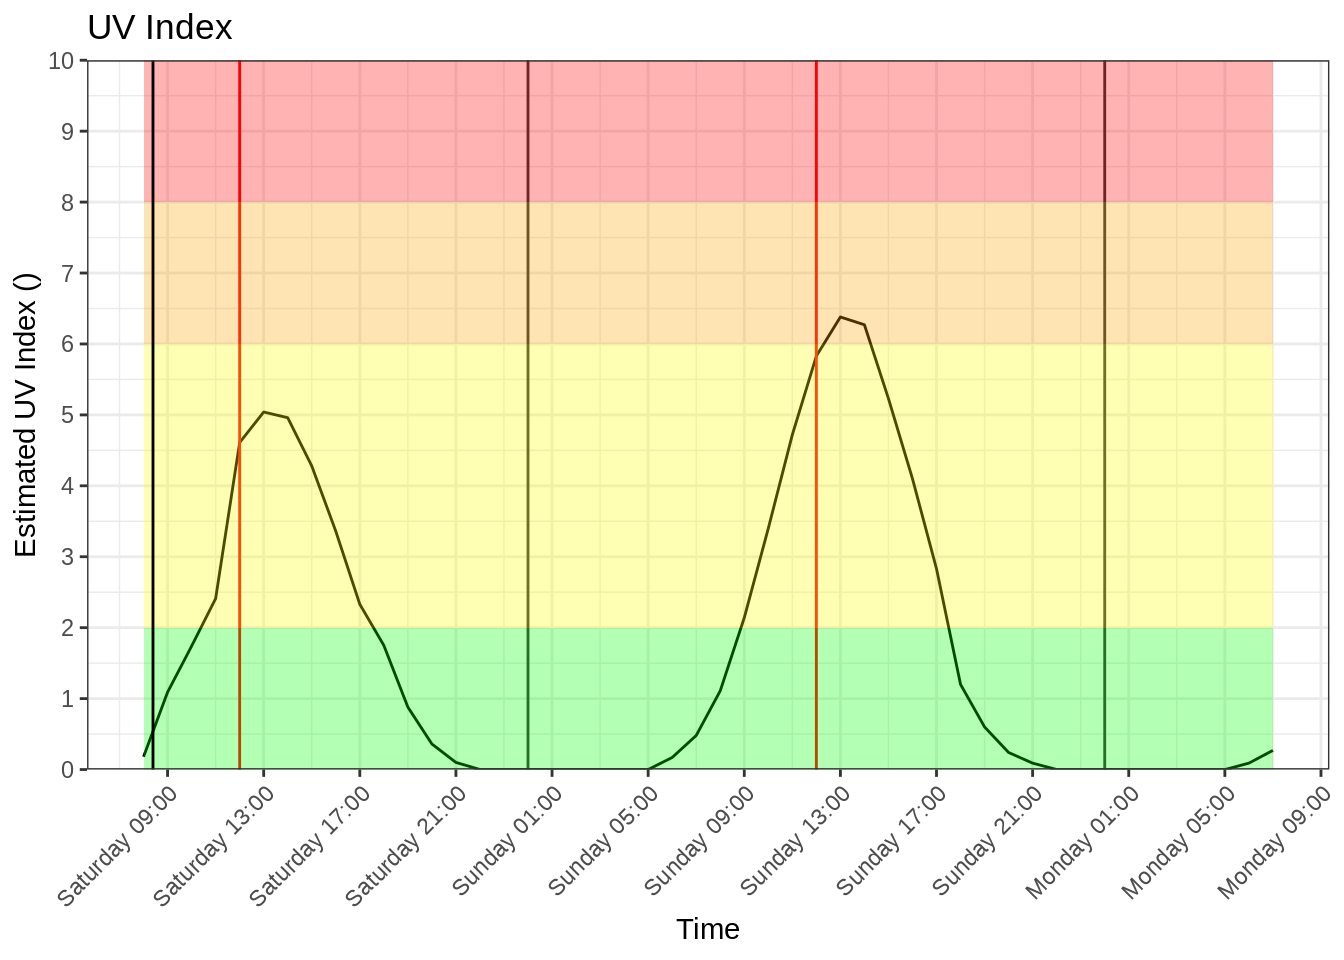 UV Index
Estimated UV Index ()
10
9
8
7
6
5
4
3
2
1
0
Saturday 09:00
Saturday 13:00
Saturday 17:00
Saturday 21:00
Sunday 01:00
Sunday 05:00
Sunday 09:00
Sunday 13:00
Sunday 17:00
Sunday 21:00
Monday 01:00
Monday 05:00
Monday 09:00
Time